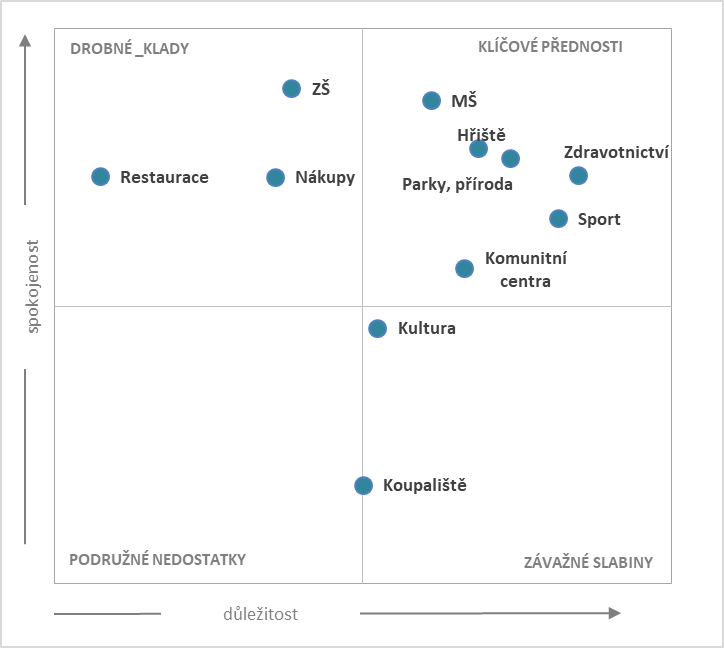 DROBNÉ _KLADY
KLÍČOVÉ PŘEDNOSTI
ZŠ
MŠ
Hřiště
Zdravotnictví
Restaurace
Nákupy
Parky, příroda
Sport
Komunitní
centra
spokojenost
Kultura
Koupaliště
PODRUŽNÉ NEDOSTATKY
ZÁVAŽNÉ SLABINY
důležitost